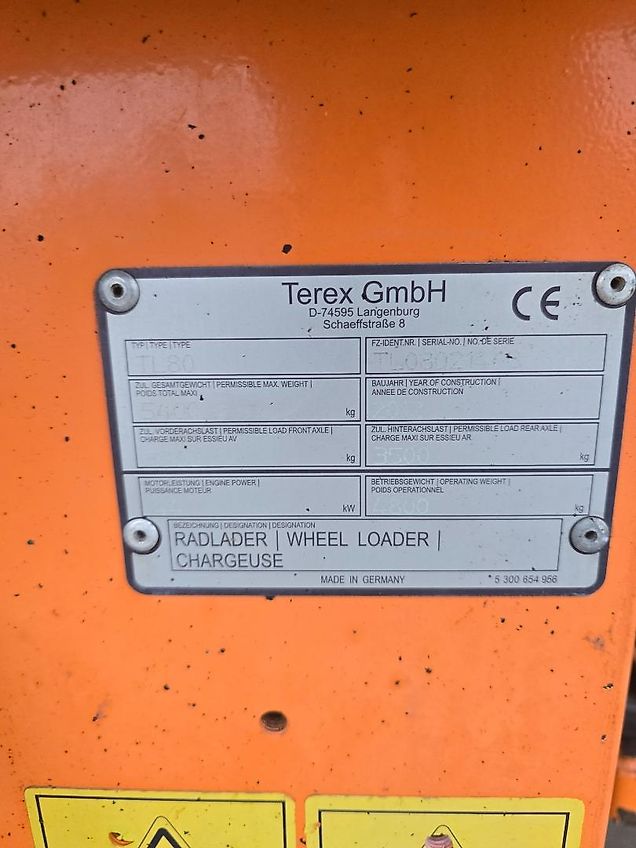 Terex GmbH
D-74595 Langenburg
Schaeffstraße 8
CE
TYP | TYPE | TYPE
TL80
FZ-IDENT.NR. | SERIAL-NO. | NO. DE SERIE
ZUL. GESAMTGEWICHT | PERMISSIBLE MAX. WEIGHT |
POIDS TOTAL MAXI
kg
BAUJAHR | YEAR OF CONSTRUCTION |
ANNEE DE CONSTRUCTION
ZUL. VORDERACHSLAST | PERMISSIBLE LOAD FRONT AXLE |
CHARGE MAXI SUR ESSIEU AV
kg
ZUL. HINTERACHSLAST | PERMISSIBLE LOAD REAR AXLE |
CHARGE MAXI SUR ESSIEU AR
3500
kg
MOTORLEISTUNG | ENGINE POWER |
PUISSANCE MOTEUR
kW
BETRIEBSGEWICHT | OPERATING WEIGHT |
POIDS OPERATIONNEL
kg
BEZEICHNUNG | DESIGNATION | DESIGNATION
RADLADER | WHEEL LOADER |
CHARGEUSE
MADE IN GERMANY
5 300 654 956